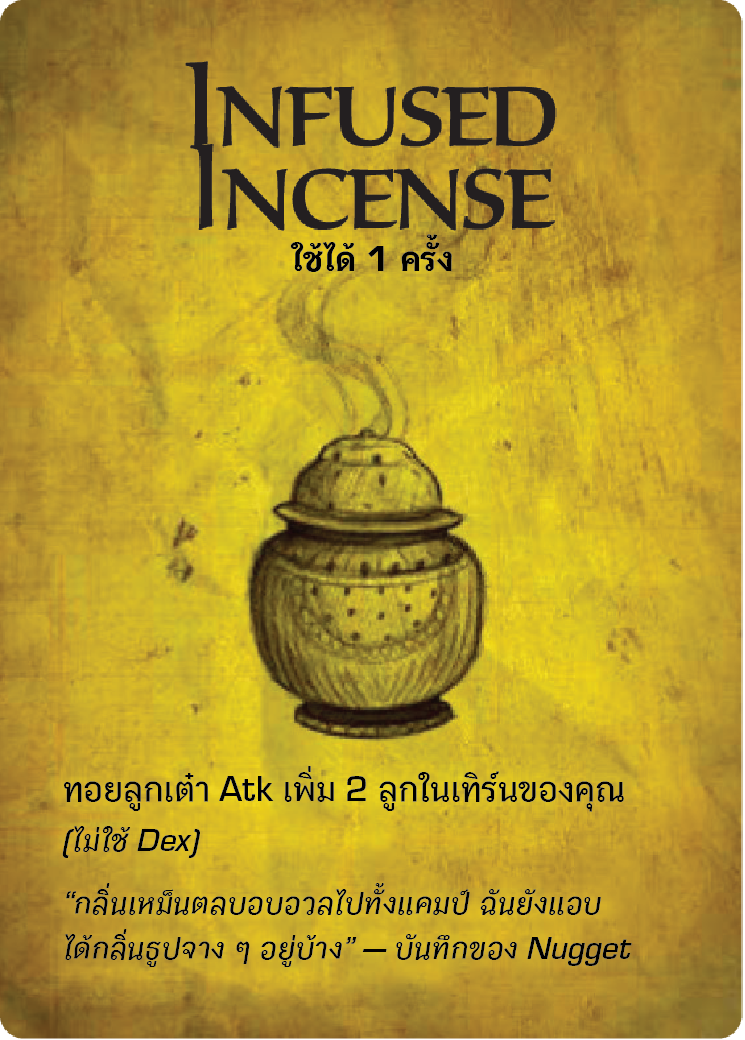 INFUSED
INCENSE
ใช้ได้ 1 ครั้ง
ทอยลูกเต๋า Atk เพิ่ม 2 ลูกในเทิร์นของคุณ
(ไม่ใช้ Dex)
“กลิ่นเหม็นตลบอบอวลไปทั้งแคมป์ ฉันยังแอบ
ได้กลิ่นธูปจาง ๆ อยู่บ้าง” — บันทึกของ Nugget